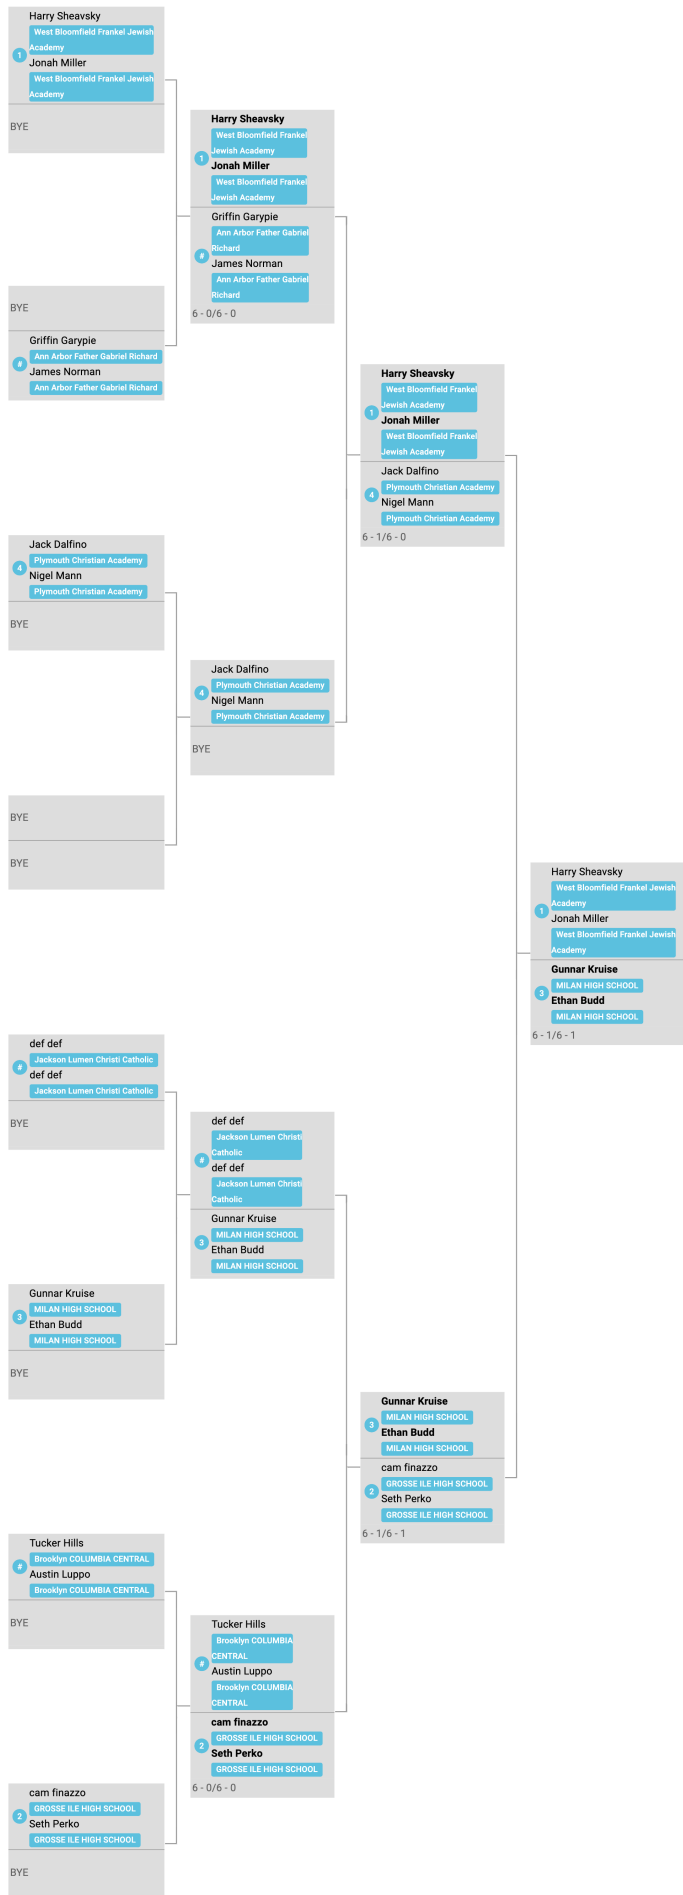 Harry Sheavsky
West Bloomfield Frankel Jewish
Academy
1
Jonah Miller
West Bloomfield Frankel Jewish
Academy
BYE
BYE
Griffin Garypie
Ann Arbor Father Gabriel Richard
#
James Norman
Ann Arbor Father Gabriel Richard
Jack Dalfino
4
Plymouth Christian Academy
Nigel Mann
Plymouth Christian Academy
BYE
BYE
BYE
def def
#
Jackson Lumen Christi Catholic
def def
Jackson Lumen Christi Catholic
BYE
Gunnar Kruise
3
MILAN HIGH SCHOOL
Ethan Budd
MILAN HIGH SCHOOL
BYE
Tucker Hills
#
Brooklyn COLUMBIA CENTRAL
Austin Luppo
Brooklyn COLUMBIA CENTRAL
BYE
cam finazzo
2
GROSSE ILE HIGH SCHOOL
Seth Perko
GROSSE ILE HIGH SCHOOL
BYE
Harry Sheavsky
West Bloomfield Frankel
Jewish Academy
1
Jonah Miller
West Bloomfield Frankel
Jewish Academy
Griffin Garypie
Ann Arbor Father Gabriel
Richard
#
James Norman
Ann Arbor Father Gabriel
Richard
6 - 0/6 - 0
Jack Dalfino
4
Plymouth Christian Academy
Nigel Mann
Plymouth Christian Academy
BYE
def def
Jackson Lumen Christi
Catholic
#
def def
Jackson Lumen Christi
Catholic
Gunnar Kruise
3
MILAN HIGH SCHOOL
Ethan Budd
MILAN HIGH SCHOOL
Tucker Hills
Brooklyn COLUMBIA
CENTRAL
#
Austin Luppo
Brooklyn COLUMBIA
CENTRAL
cam finazzo
2
GROSSE ILE HIGH SCHOOL
Seth Perko
GROSSE ILE HIGH SCHOOL
6 - 0/6 - 0
Harry Sheavsky
West Bloomfield Frankel
Jewish Academy
1
Jonah Miller
West Bloomfield Frankel
Jewish Academy
Jack Dalfino
4
Plymouth Christian Academy
Nigel Mann
Plymouth Christian Academy
6 - 1/6 - 0
Gunnar Kruise
3
MILAN HIGH SCHOOL
Ethan Budd
MILAN HIGH SCHOOL
cam finazzo
2
GROSSE ILE HIGH SCHOOL
Seth Perko
GROSSE ILE HIGH SCHOOL
6 - 1/6 - 1
Harry Sheavsky
West Bloomfield Frankel Jewish
Academy
1
Jonah Miller
West Bloomfield Frankel Jewish
Academy
Gunnar Kruise
3
MILAN HIGH SCHOOL
Ethan Budd
MILAN HIGH SCHOOL
6 - 1/6 - 1